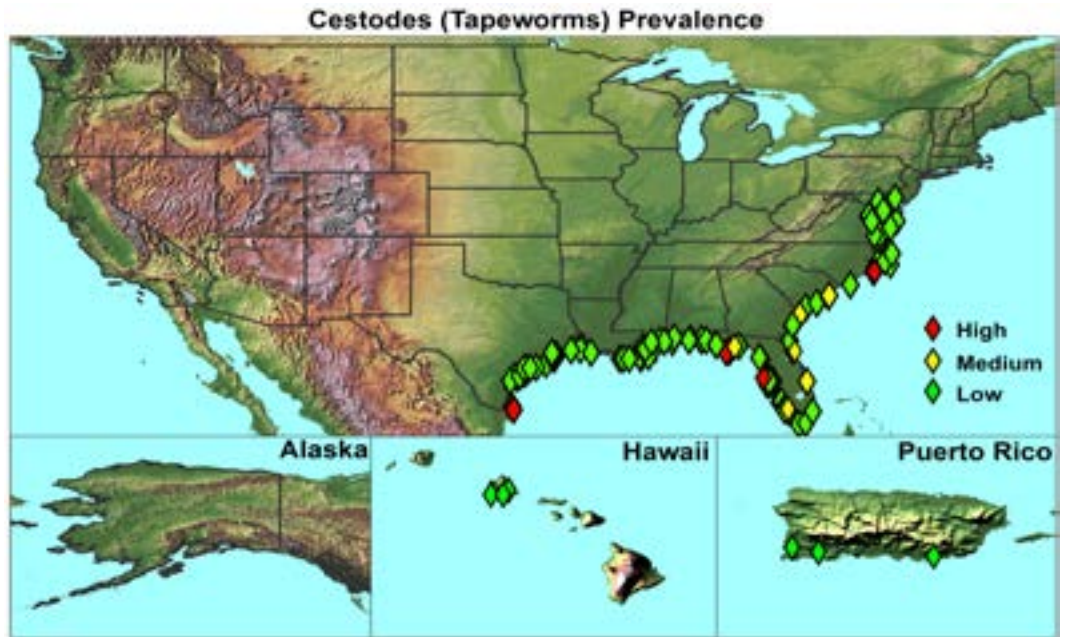 Cestodes (Tapeworms) Prevalence
High
Medium
Low
Alaska
Hawaii
Puerto Rico